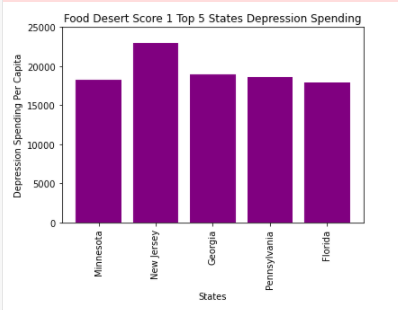 Food Desert Score 1 Top 5 States Depression Spending
25000
20000
15000
10000
5000
0
Depression Spending Per Capita
Minnesota
New Jersey
Georgia
Pennsylvania
Florida
States